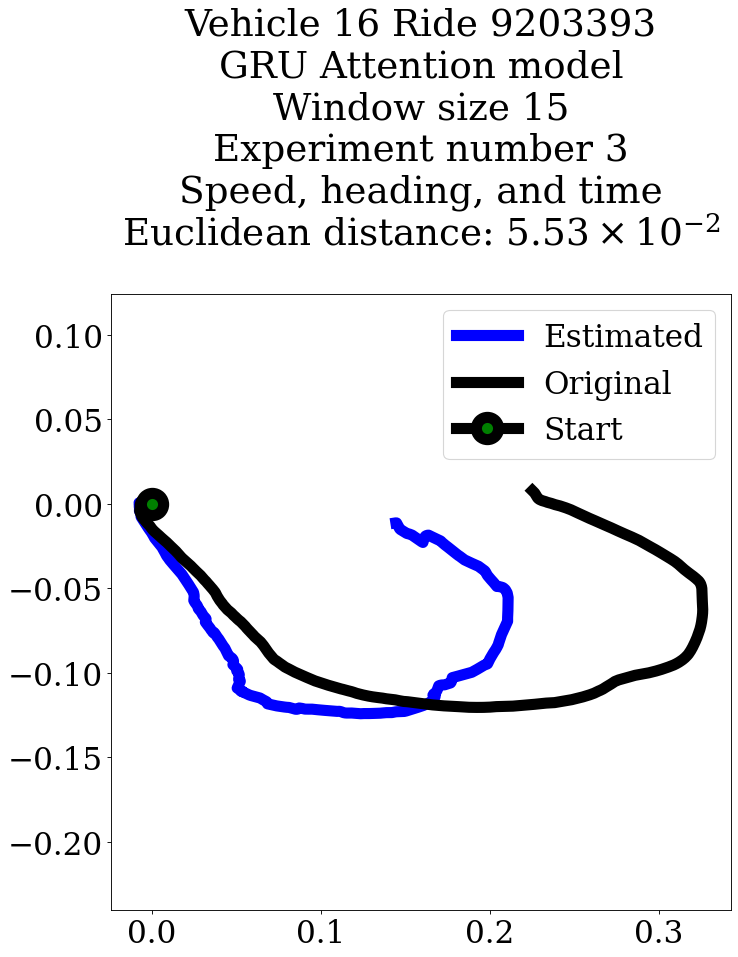 Vehicle 16 Ride 9203393
GRU Attention model
Window size 15
Experiment number 3
Speed, heading, and time
Euclidean distance: 5.53 × 10⁻²
Estimated
Original
Start
0.10
0.05
0.00
−0.05
−0.10
−0.15
−0.20
0.0 0.1 0.2 0.3